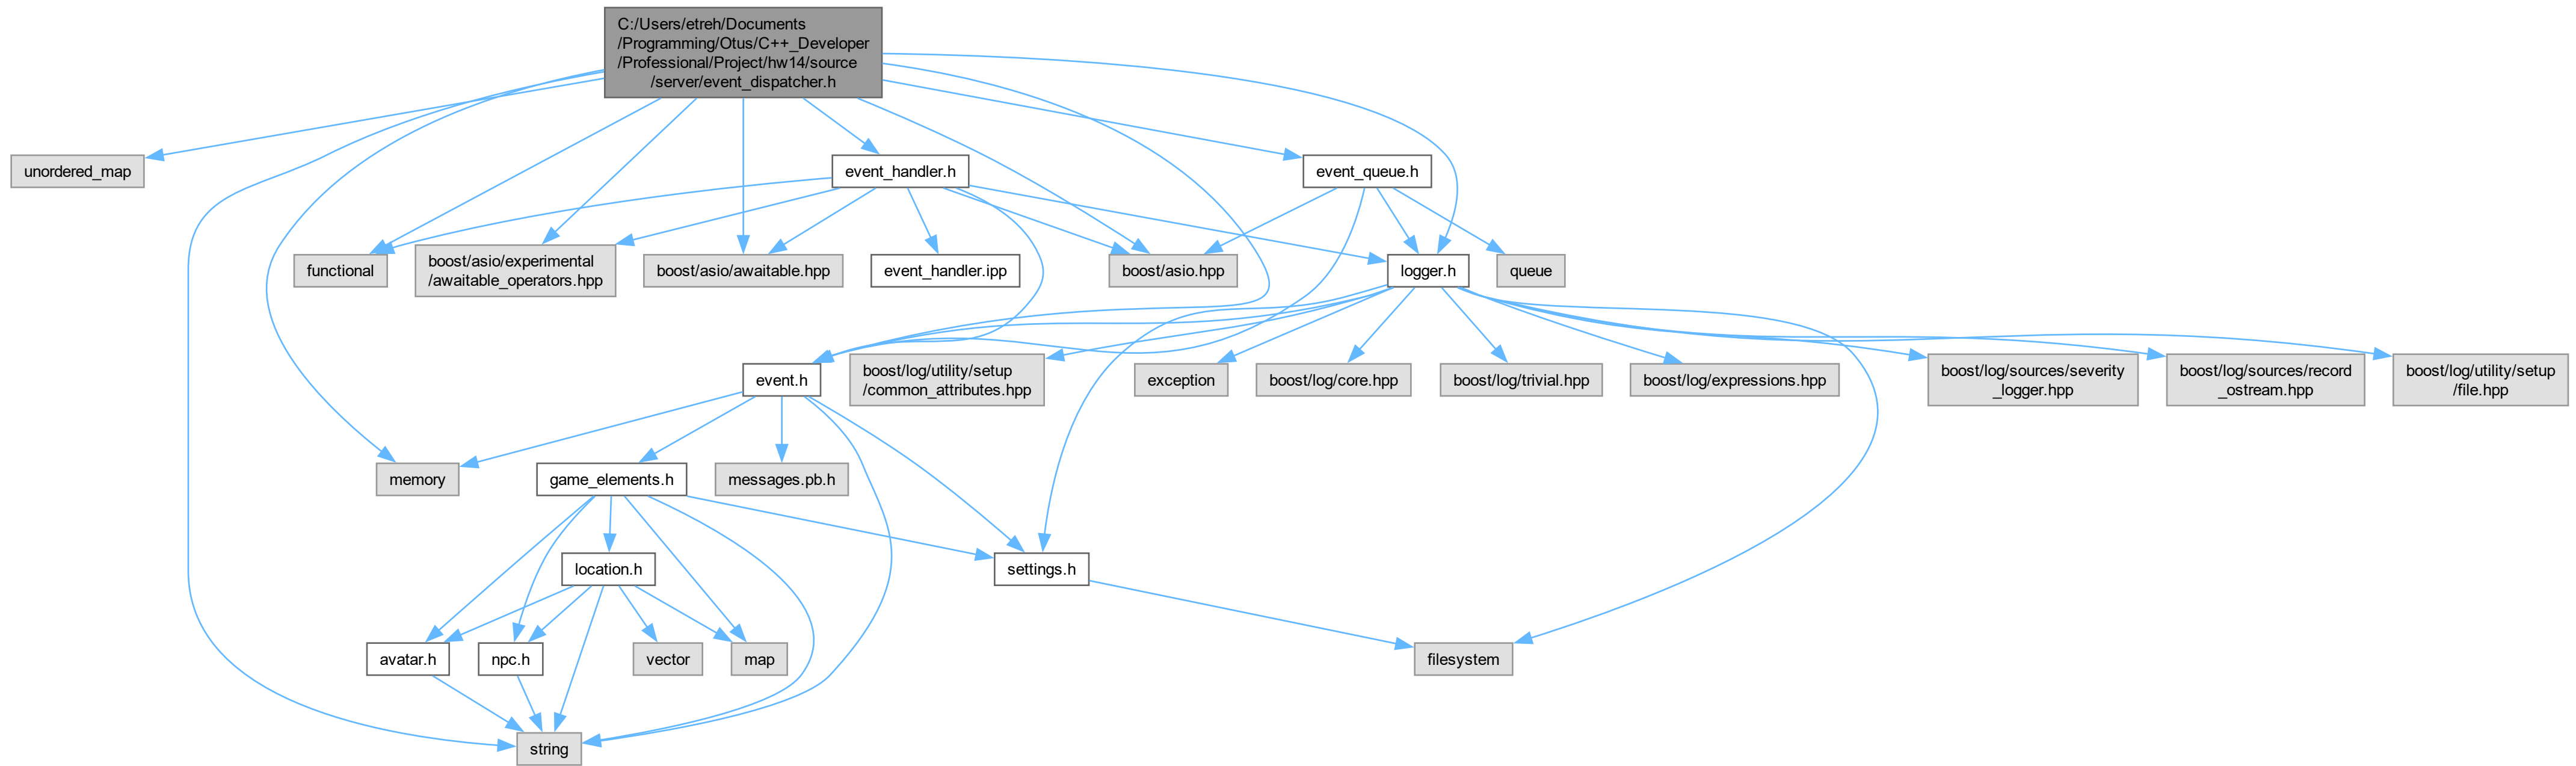 C:/Users/etreh/Documents
/Programming/Otus/C++_Developer
/Professional/Project/hw14/source
/server/event_dispatcher.h
unordered_map
event_handler.h
event_queue.h
functional
boost/asio/experimental
/awaitable_operators.hpp
boost/asio/awaitable.hpp
event_handler.ipp
boost/asio.hpp
logger.h
queue
event.h
boost/log/utility/setup
/common_attributes.hpp
exception
boost/log/core.hpp
boost/log/trivial.hpp
boost/log/expressions.hpp
boost/log/sources/severity
_logger.hpp
boost/log/sources/record
_ostream.hpp
boost/log/utility/setup
/file.hpp
memory
game_elements.h
messages.pb.h
location.h
settings.h
avatar.h
npc.h
vector
map
filesystem
string